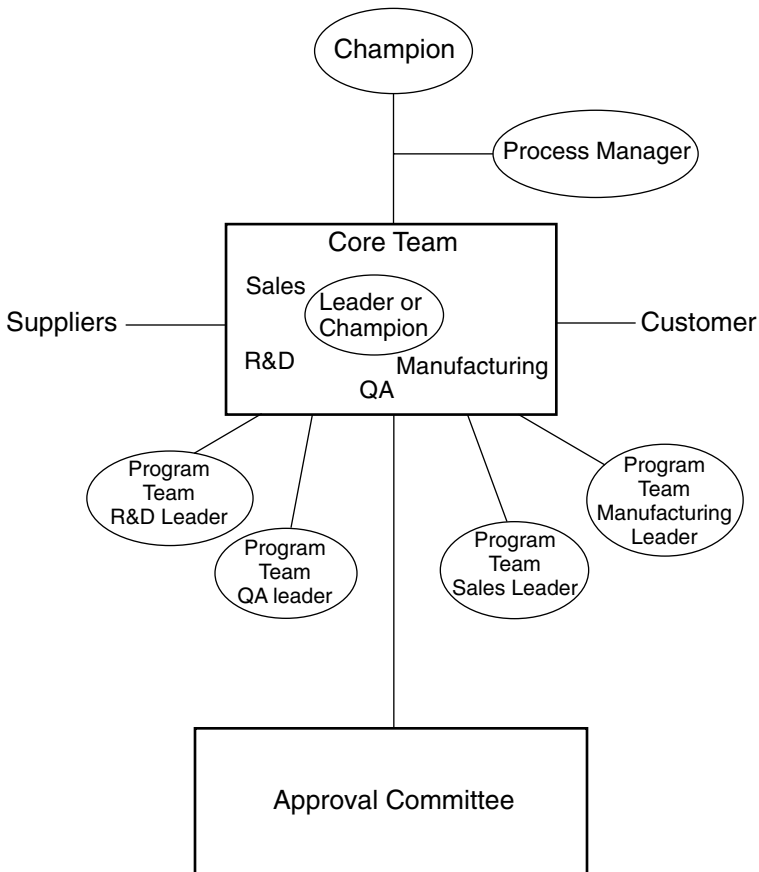 Champion
Process Manager
Core Team
Sales
Leader or
Champion
Suppliers
Customer
R&D
Manufacturing
QA
Program
Team
R&D Leader
Program
Team
QA leader
Program
Team
Sales Leader
Program
Team
Manufacturing
Leader
Approval Committee